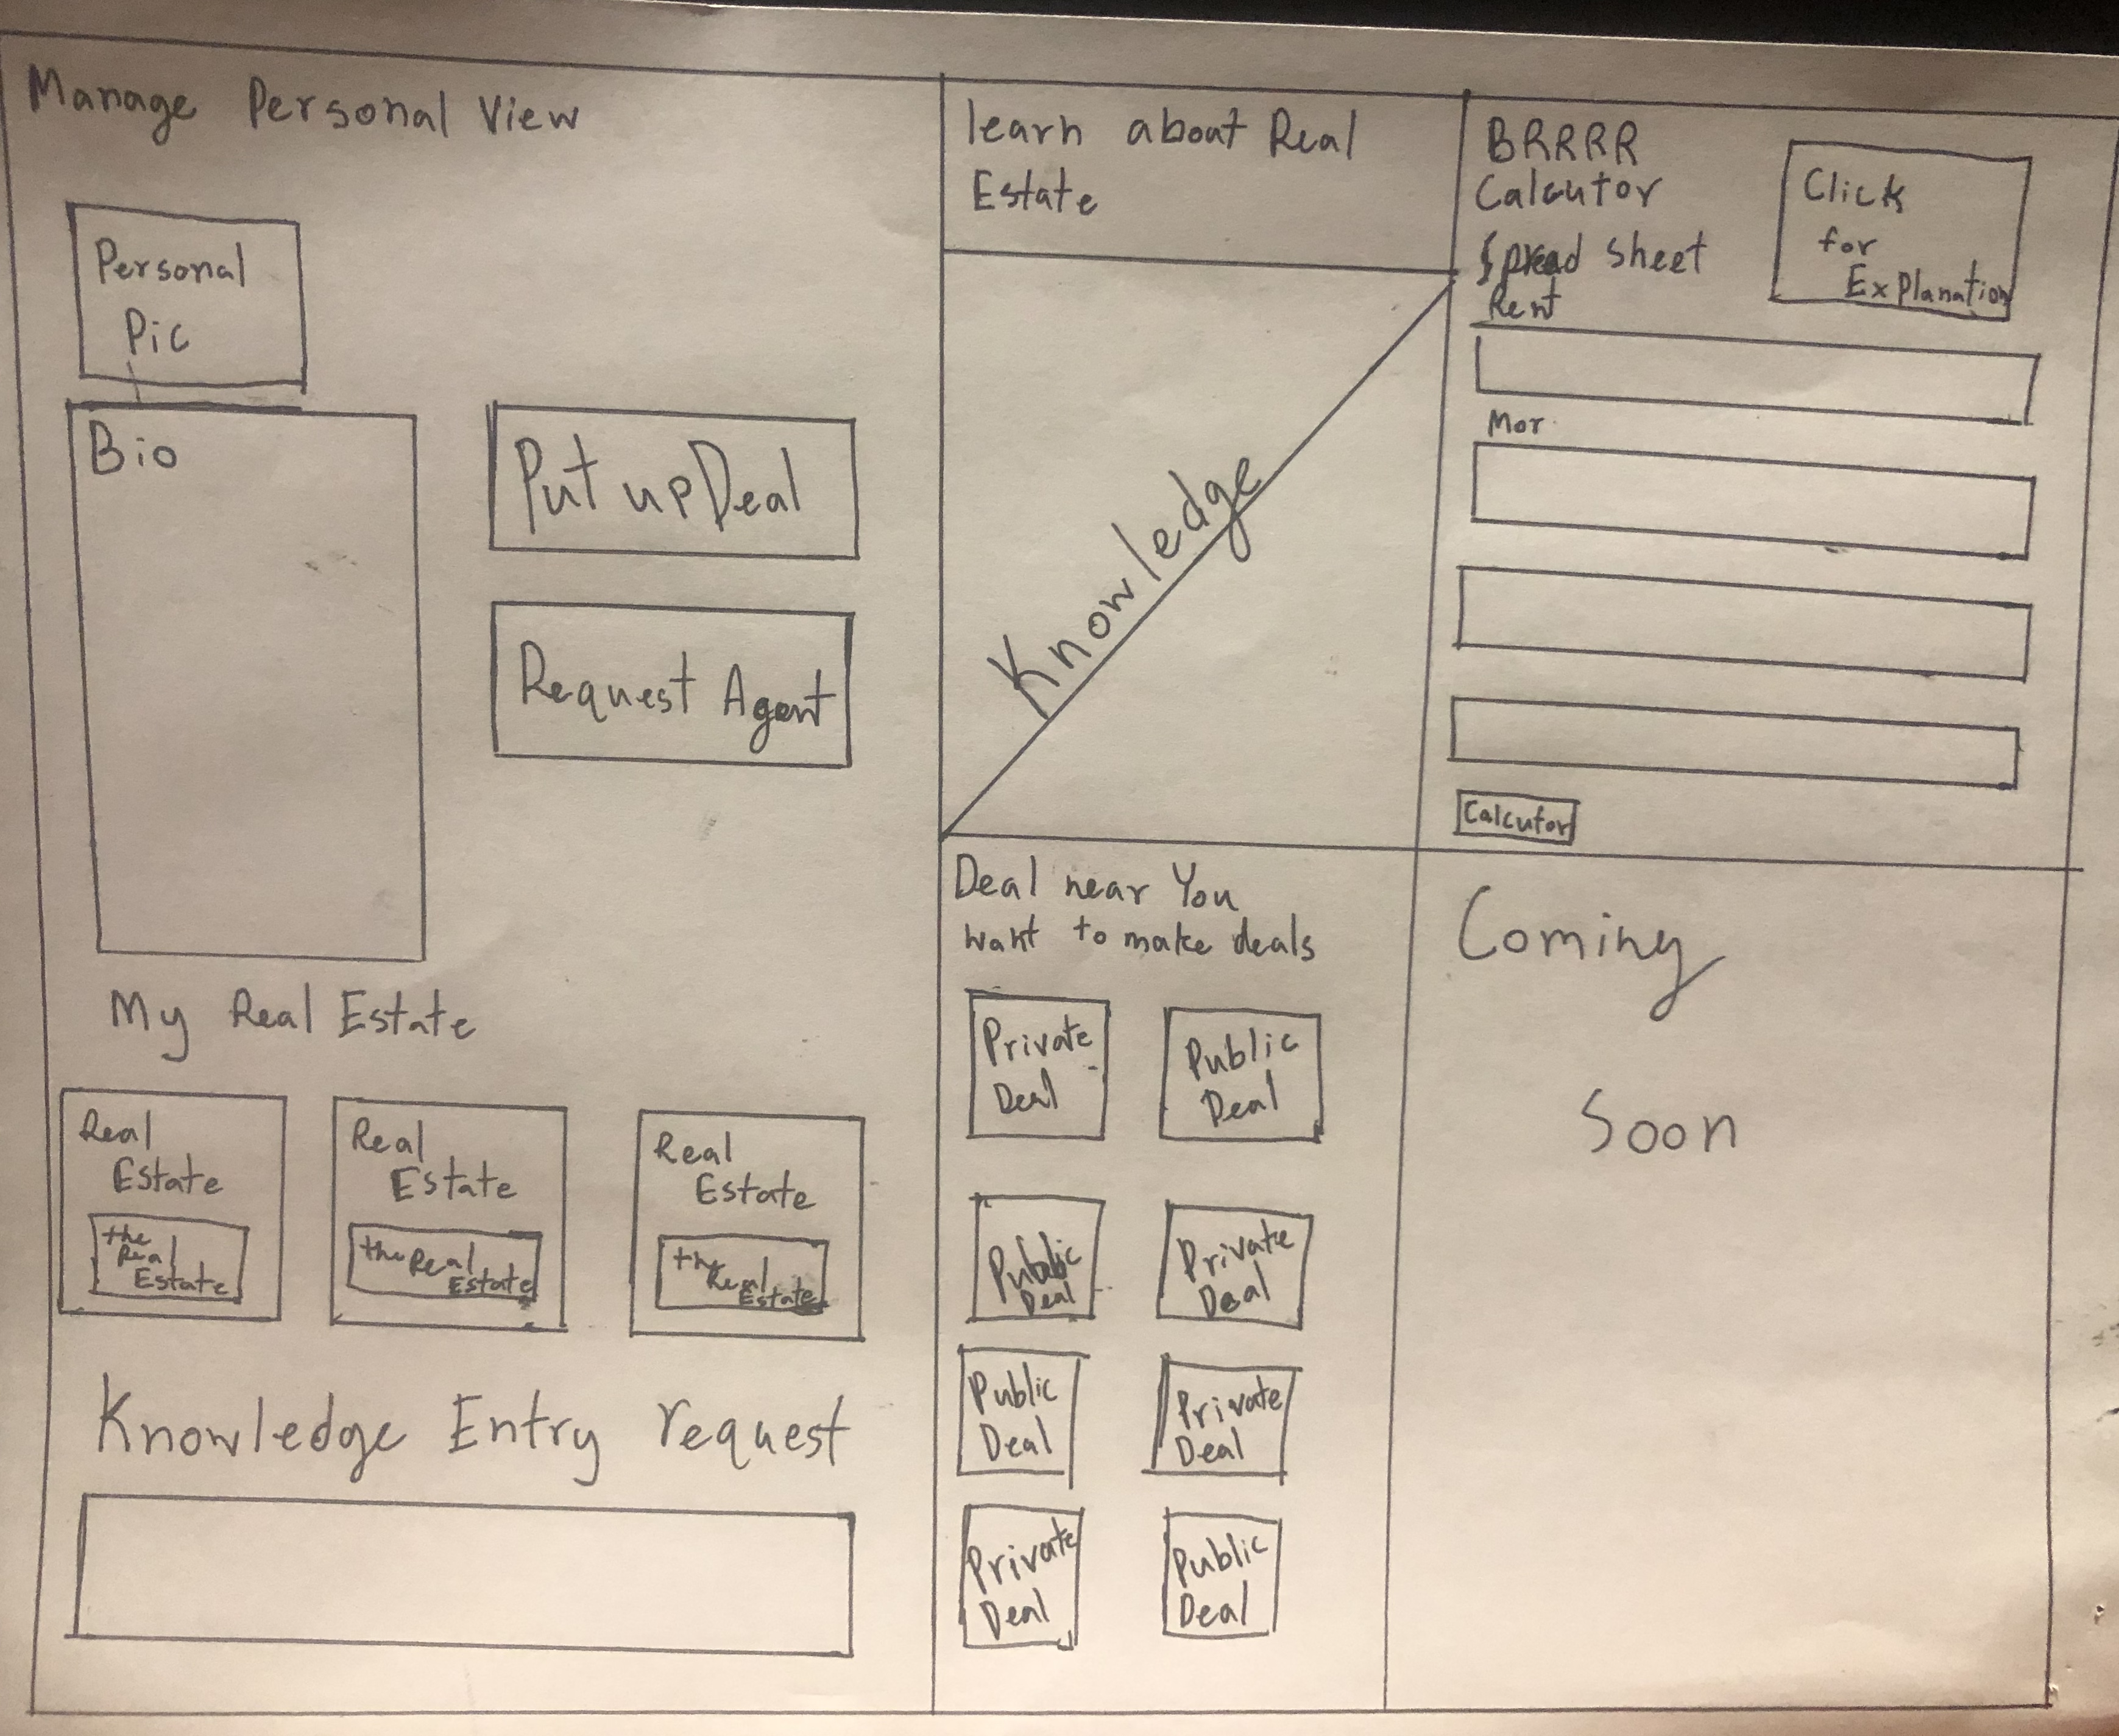 Manage Personal View
Personal
Pic
Bio
Put up Deal
Request Agent
My Real Estate
Real
Estate
the
Real
Estate
Real
Estate
the Real
Estate
Real
Estate
the
Real
Estate
Knowledge Entry request
learn about Real
Estate
Knowledge
BRRRR
Calcutor
Spread sheet
Rent
Click
for
Explanation
Mor
Calcutor
Deal near You
want to make deals
Private
Deal
Public
Deal
Public
Deal
Private
Deal
Public
Deal
Private
Deal
Private
Deal
Public
Deal
Coming
Soon